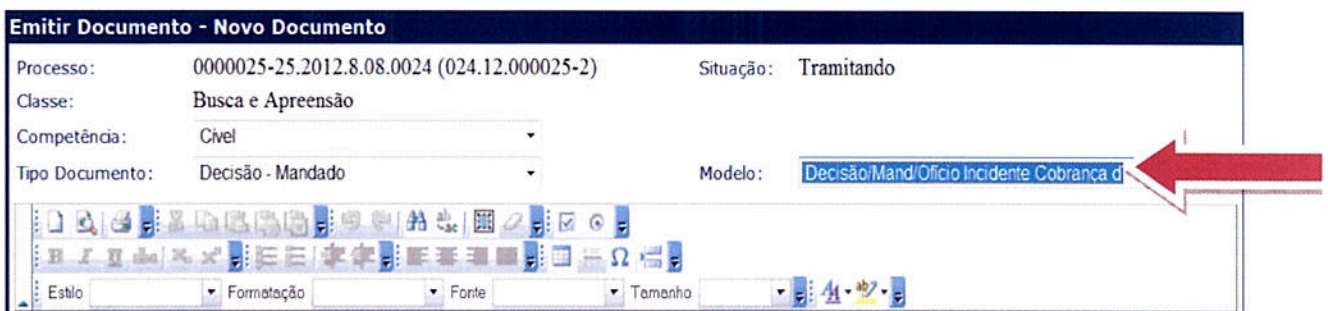 Emitir Documento - Novo Documento
Processo: 0000025-25.2012.8.08.0024 (024.12.000025-2) Situação: Tramitando
Classe: Busca e Apreensão
Competência: Cível
Tipo Documento: Decisão - Mandado Modelo: Decisão/Mand/Ofício Incidente Cobrança d
Estilo Formatação Fonte Tamanho